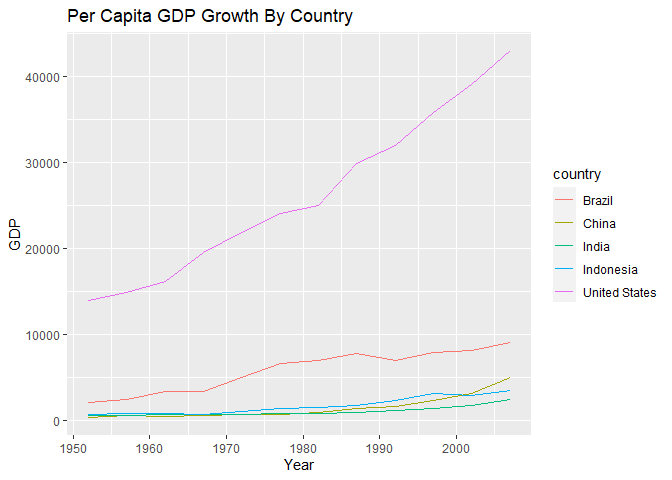 Per Capita GDP Growth By Country
40000
30000
20000
10000
0
GDP
1950
1960
1970
1980
1990
2000
Year
country
Brazil
China
India
Indonesia
United States